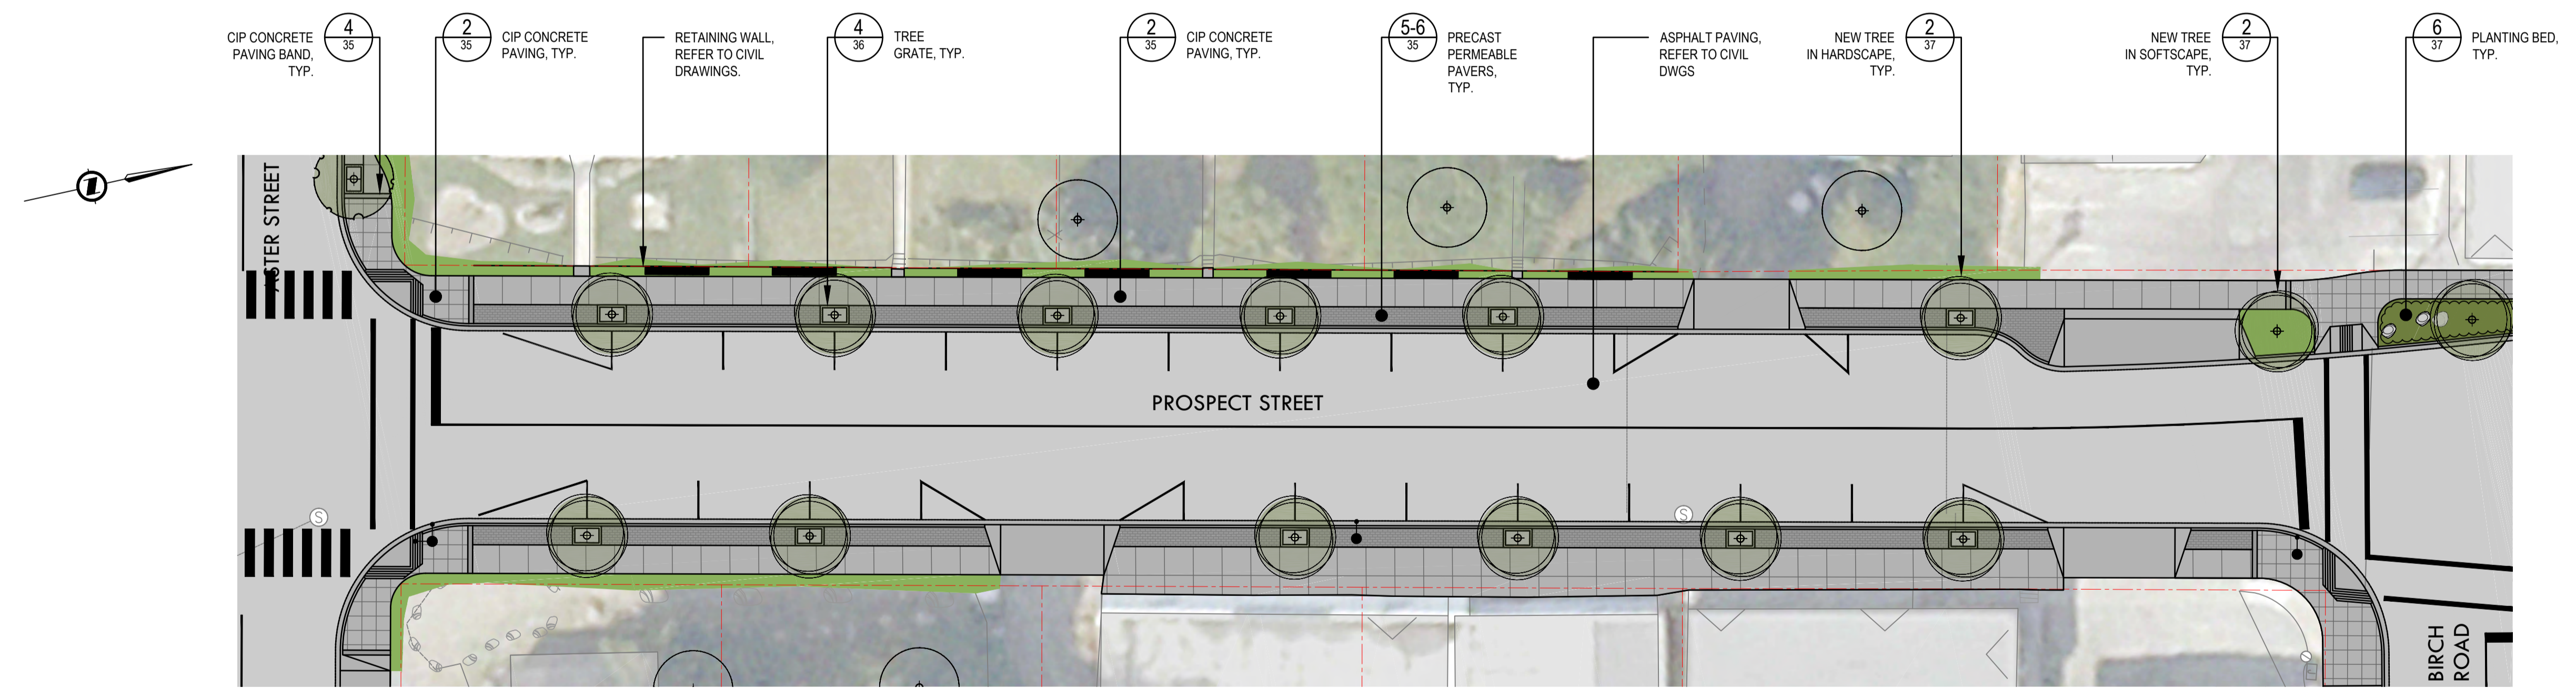 4
35
CIP CONCRETE
PAVING BAND,
TYP.
2
35
CIP CONCRETE
PAVING, TYP.
RETAINING WALL,
REFER TO CIVIL
DRAWINGS.
4
36
TREE
GRATE, TYP.
2
35
CIP CONCRETE
PAVING, TYP.
5-6
35
PRECAST
PERMEABLE
PAVERS,
TYP.
ASPHALT PAVING,
REFER TO CIVIL
DWGS
NEW TREE
IN HARDSCAPE,
TYP.
2
37
NEW TREE
IN SOFTSCAPE,
TYP.
2
37
6
37
PLANTING BED,
TYP.
ASTER STREET
PROSPECT STREET
S
S
BIRCH
ROAD